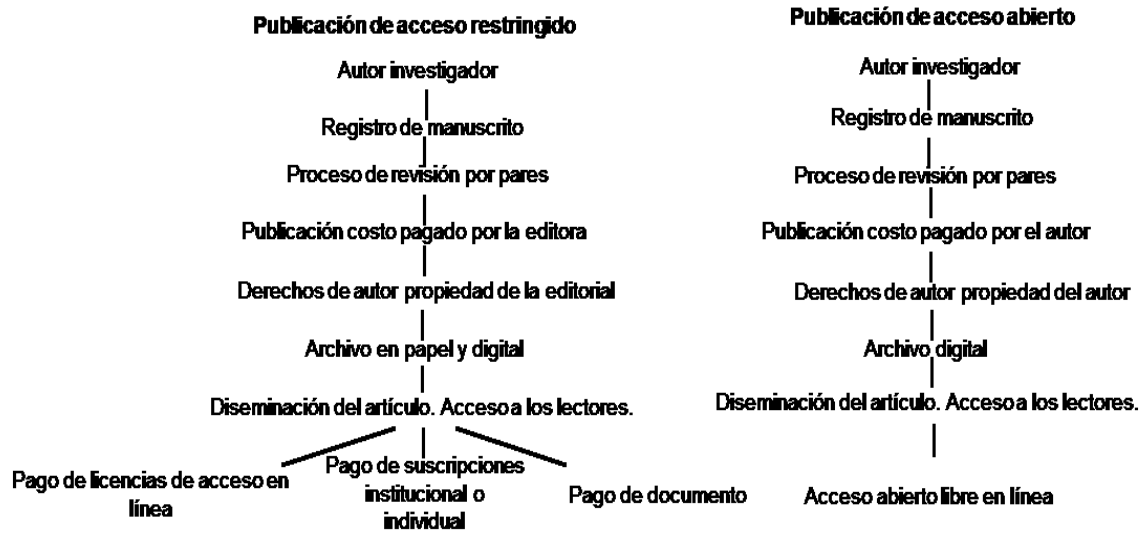 Publicación de acceso restringido
Autor investigador
Registro de manuscrito
Proceso de revisión por pares
Publicación costo pagado por la editora
Derechos de autor propiedad de la editorial
Archivo en papel y digital
Diseminación del artículo. Acceso a los lectores.
Pago de licencias de acceso en
línea
Pago de suscripciones
institucional o
individual
Pago de documento
Publicación de acceso abierto
Autor investigador
Registro de manuscrito
Proceso de revisión por pares
Publicación costo pagado por el autor
Derechos de autor propiedad del autor
Archivo digital
Diseminación del artículo. Acceso a los lectores.
Acceso abierto libre en línea